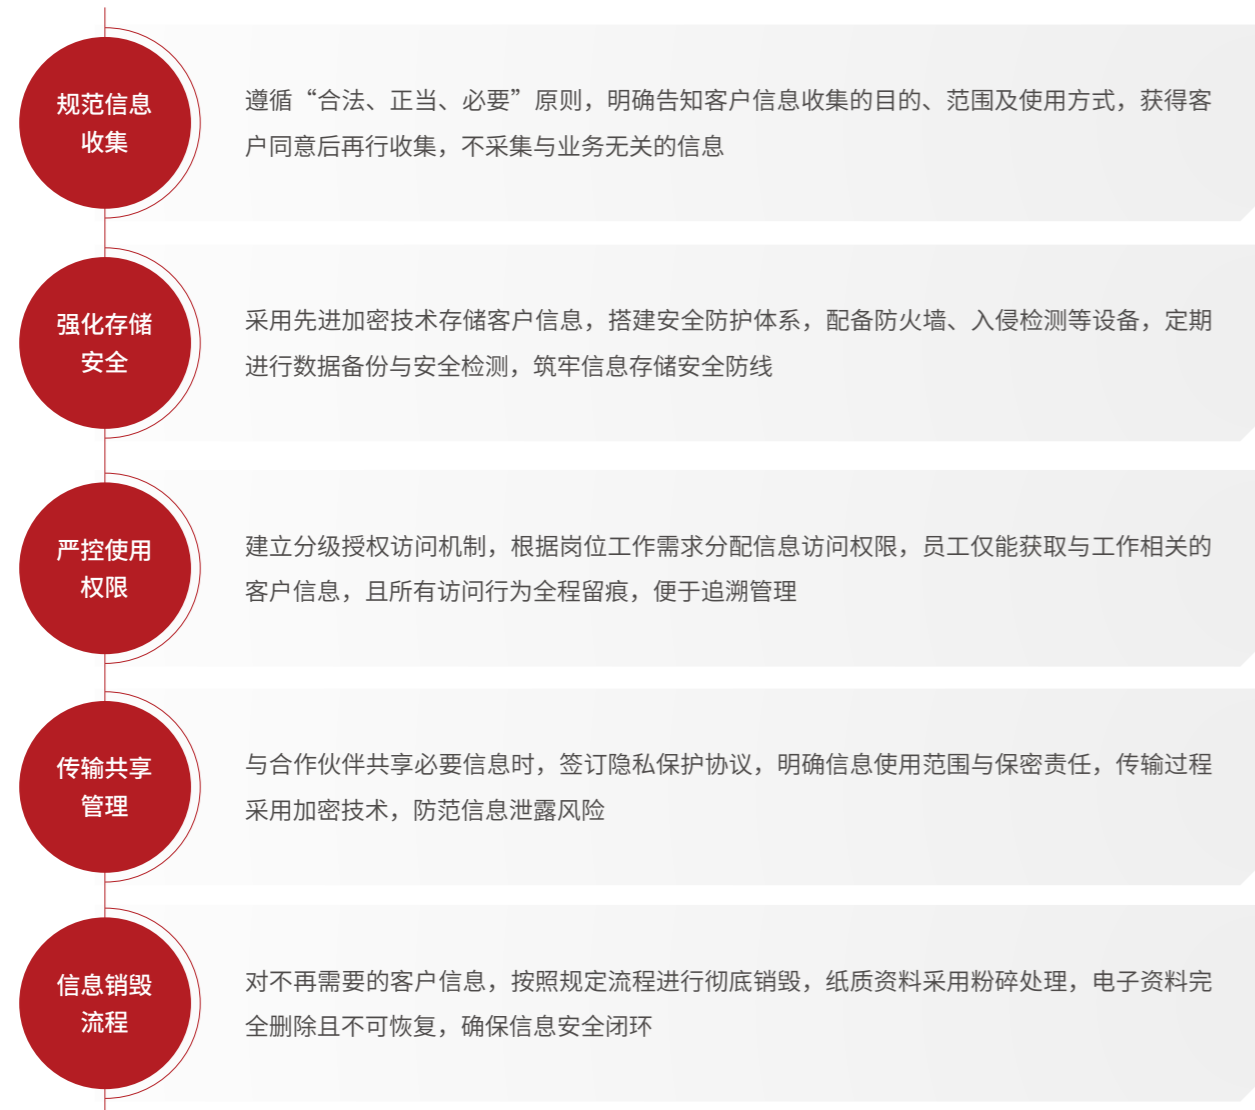 规范信息
收集
遵循“合法、正当、必要”原则，明确告知客户信息收集的目的、范围及使用方式，获得客
户同意后再行收集，不采集与业务无关的信息
强化存储
安全
采用先进加密技术存储客户信息，搭建安全防护体系，配备防火墙、入侵检测等设备，定期
进行数据备份与安全检测，筑牢信息存储安全防线
严控使用
权限
建立分级授权访问机制，根据岗位工作需求分配信息访问权限，员工仅能获取与工作相关的
客户信息，且所有访问行为全程留痕，便于追溯管理
传输共享
管理
与合作伙伴共享必要信息时，签订隐私保护协议，明确信息使用范围与保密责任，传输过程
采用加密技术，防范信息泄露风险
信息销毁
流程
对不再需要的客户信息，按照规定流程进行彻底销毁，纸质资料采用粉碎处理，电子资料完
全删除且不可恢复，确保信息安全闭环